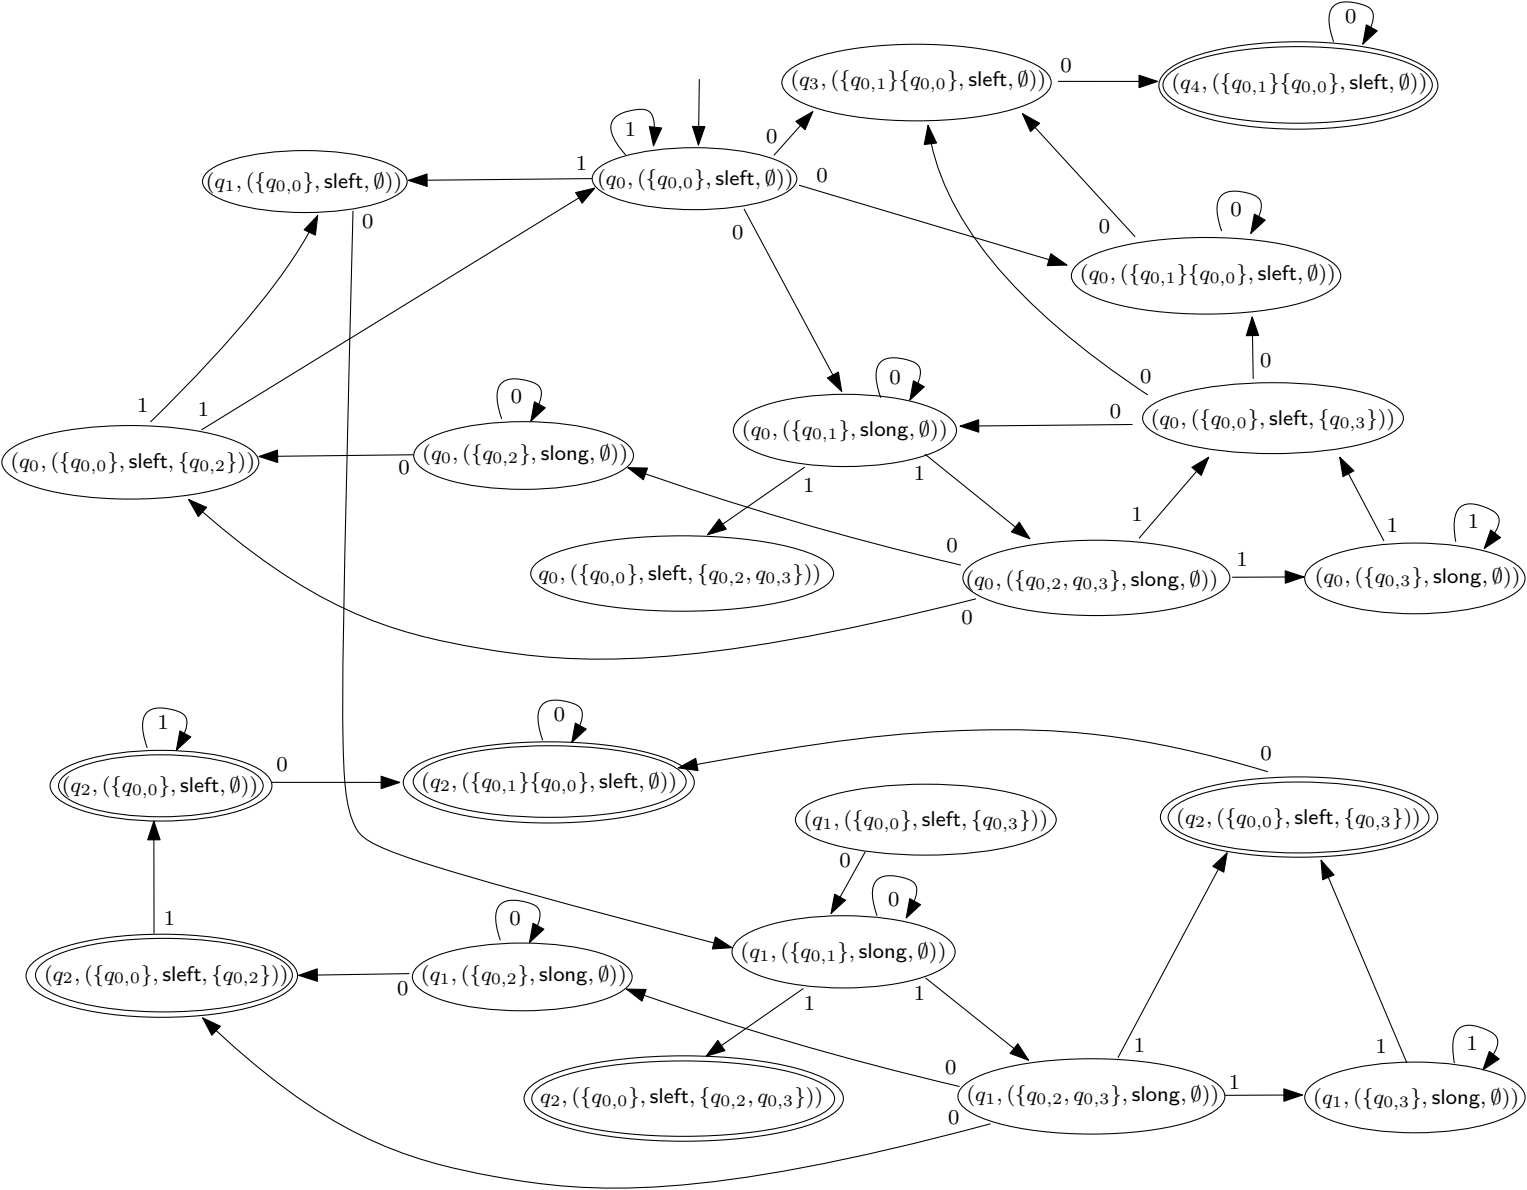 0
0
(q₃, ({q₀,₁}{q₀,₀}, sleft, ∅))
(q₄, ({q₀,₁}{q₀,₀}, sleft, ∅))
1
0
1
(q₁, ({q₀,₀}, sleft, ∅))
(q₀, ({q₀,₀}, sleft, ∅))
0
0
0
0
0
(q₀, ({q₀,₁}{q₀,₀}, sleft, ∅))
0
0
0
0
1
1
0
(q₀, ({q₀,₀}, sleft, {q₀,₃}))
(q₀, ({q₀,₁}, slong, ∅))
(q₀, ({q₀,₀}, sleft, {q₀,₂}))
0
(q₀, ({q₀,₂}, slong, ∅))
1
1
1
1
1
0
1
q₀, ({q₀,₀}, sleft, {q₀,₂, q₀,₃}))
(q₀, ({q₀,₂, q₀,₃}, slong, ∅))
(q₀, ({q₀,₃}, slong, ∅))
0
1
0
0
0
(q₂, ({q₀,₀}, sleft, ∅))
(q₂, ({q₀,₁}{q₀,₀}, sleft, ∅))
(q₁, ({q₀,₀}, sleft, {q₀,₃}))
(q₂, ({q₀,₀}, sleft, {q₀,₃}))
0
0
1
0
(q₁, ({q₀,₁}, slong, ∅))
(q₂, ({q₀,₀}, sleft, {q₀,₂}))
0
(q₁, ({q₀,₂}, slong, ∅))
1
1
1
1
1
0
1
q₂, ({q₀,₀}, sleft, {q₀,₂, q₀,₃}))
(q₁, ({q₀,₂, q₀,₃}, slong, ∅))
(q₁, ({q₀,₃}, slong, ∅))
0